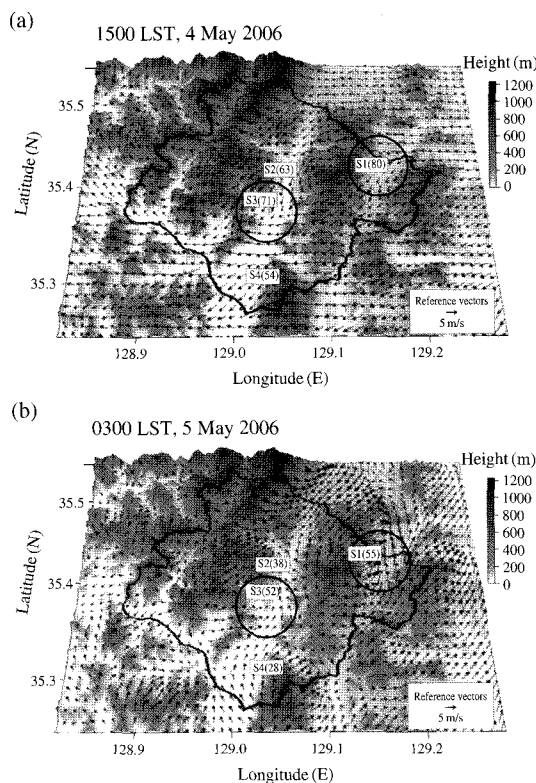 (a)
1500 LST, 4 May 2006
Height (m)
1200
1000
800
600
400
200
0
Latitude (N)
35.5
35.4
35.3
S1(80)
S2(63)
S3(71)
S4(54)
Reference vectors
5 m/s
128.9
129.0
129.1
129.2
Longitude (E)
(b)
0300 LST, 5 May 2006
Height (m)
1200
1000
800
600
400
200
0
Latitude (N)
35.5
35.4
35.3
S1(55)
S2(38)
S3(52)
S4(28)
Reference vectors
5 m/s
128.9
129.0
129.1
129.2
Longitude (E)